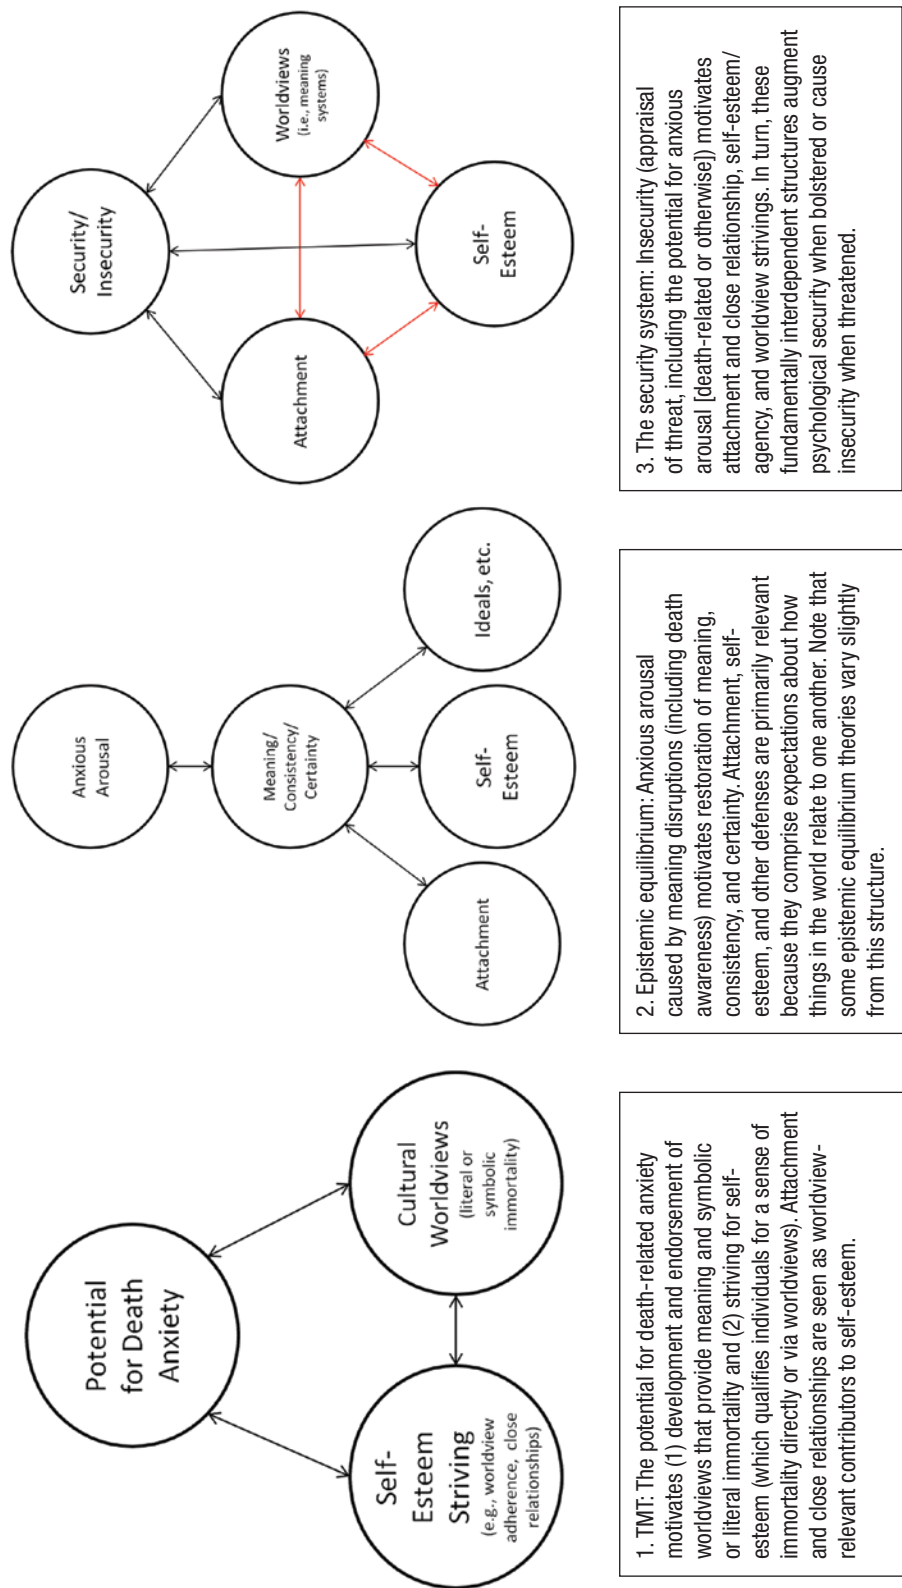 Potential
for Death
Anxiety
Self-
Esteem
Striving
(e.g., worldview
adherence, close
relationships)
Cultural
Worldviews
(literal or
symbolic
immortality)
1. TMT: The potential for death-related anxiety
motivates (1) development and endorsement of
worldviews that provide meaning and symbolic
or literal immortality and (2) striving for self-
esteem (which qualifies individuals for a sense of
immortality directly or via worldviews). Attachment
and close relationships are seen as worldview-
relevant contributors to self-esteem.
Anxious
Arousal
Meaning/
Consistency/
Certainty
Attachment
Self-
Esteem
Ideals, etc.
2. Epistemic equilibrium: Anxious arousal
caused by meaning disruptions (including death
awareness) motivates restoration of meaning,
consistency, and certainty. Attachment, self-
esteem, and other defenses are primarily relevant
because they comprise expectations about how
things in the world relate to one another. Note that
some epistemic equilibrium theories vary slightly
from this structure.
Security/
Insecurity
Attachment
Worldviews
(i.e., meaning
systems)
Self-
Esteem
3. The security system: Insecurity (appraisal
of threat, including the potential for anxious
arousal [death-related or otherwise]) motivates
attachment and close relationship, self-esteem/
agency, and worldview strivings. In turn, these
fundamentally interdependent structures augment
psychological security when bolstered or cause
insecurity when threatened.